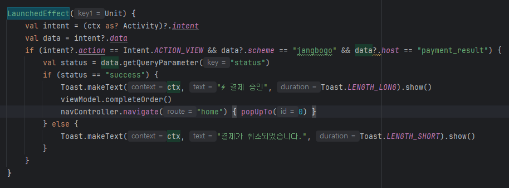 LaunchedEffect( key1 = Unit) {
val intent = (ctx as? Activity)?.intent
val data = intent?.data
if (intent?.action == Intent.ACTION_VIEW && data?.scheme == "jangbogo" && data?.host == "payment_result") {
val status = data.getQueryParameter( key = "status")
if (status == "success") {
Toast.makeText( context = ctx, text = " 결제 ", duration = Toast.LENGTH_LONG).show()
viewModel.completeOrder()
navController.navigate( route = "home") { popUpTo( id = 0) }
} else {
Toast.makeText( context = ctx, text = "결제가 취소되었습니다.", duration = Toast.LENGTH_SHORT).show()
}
}
}